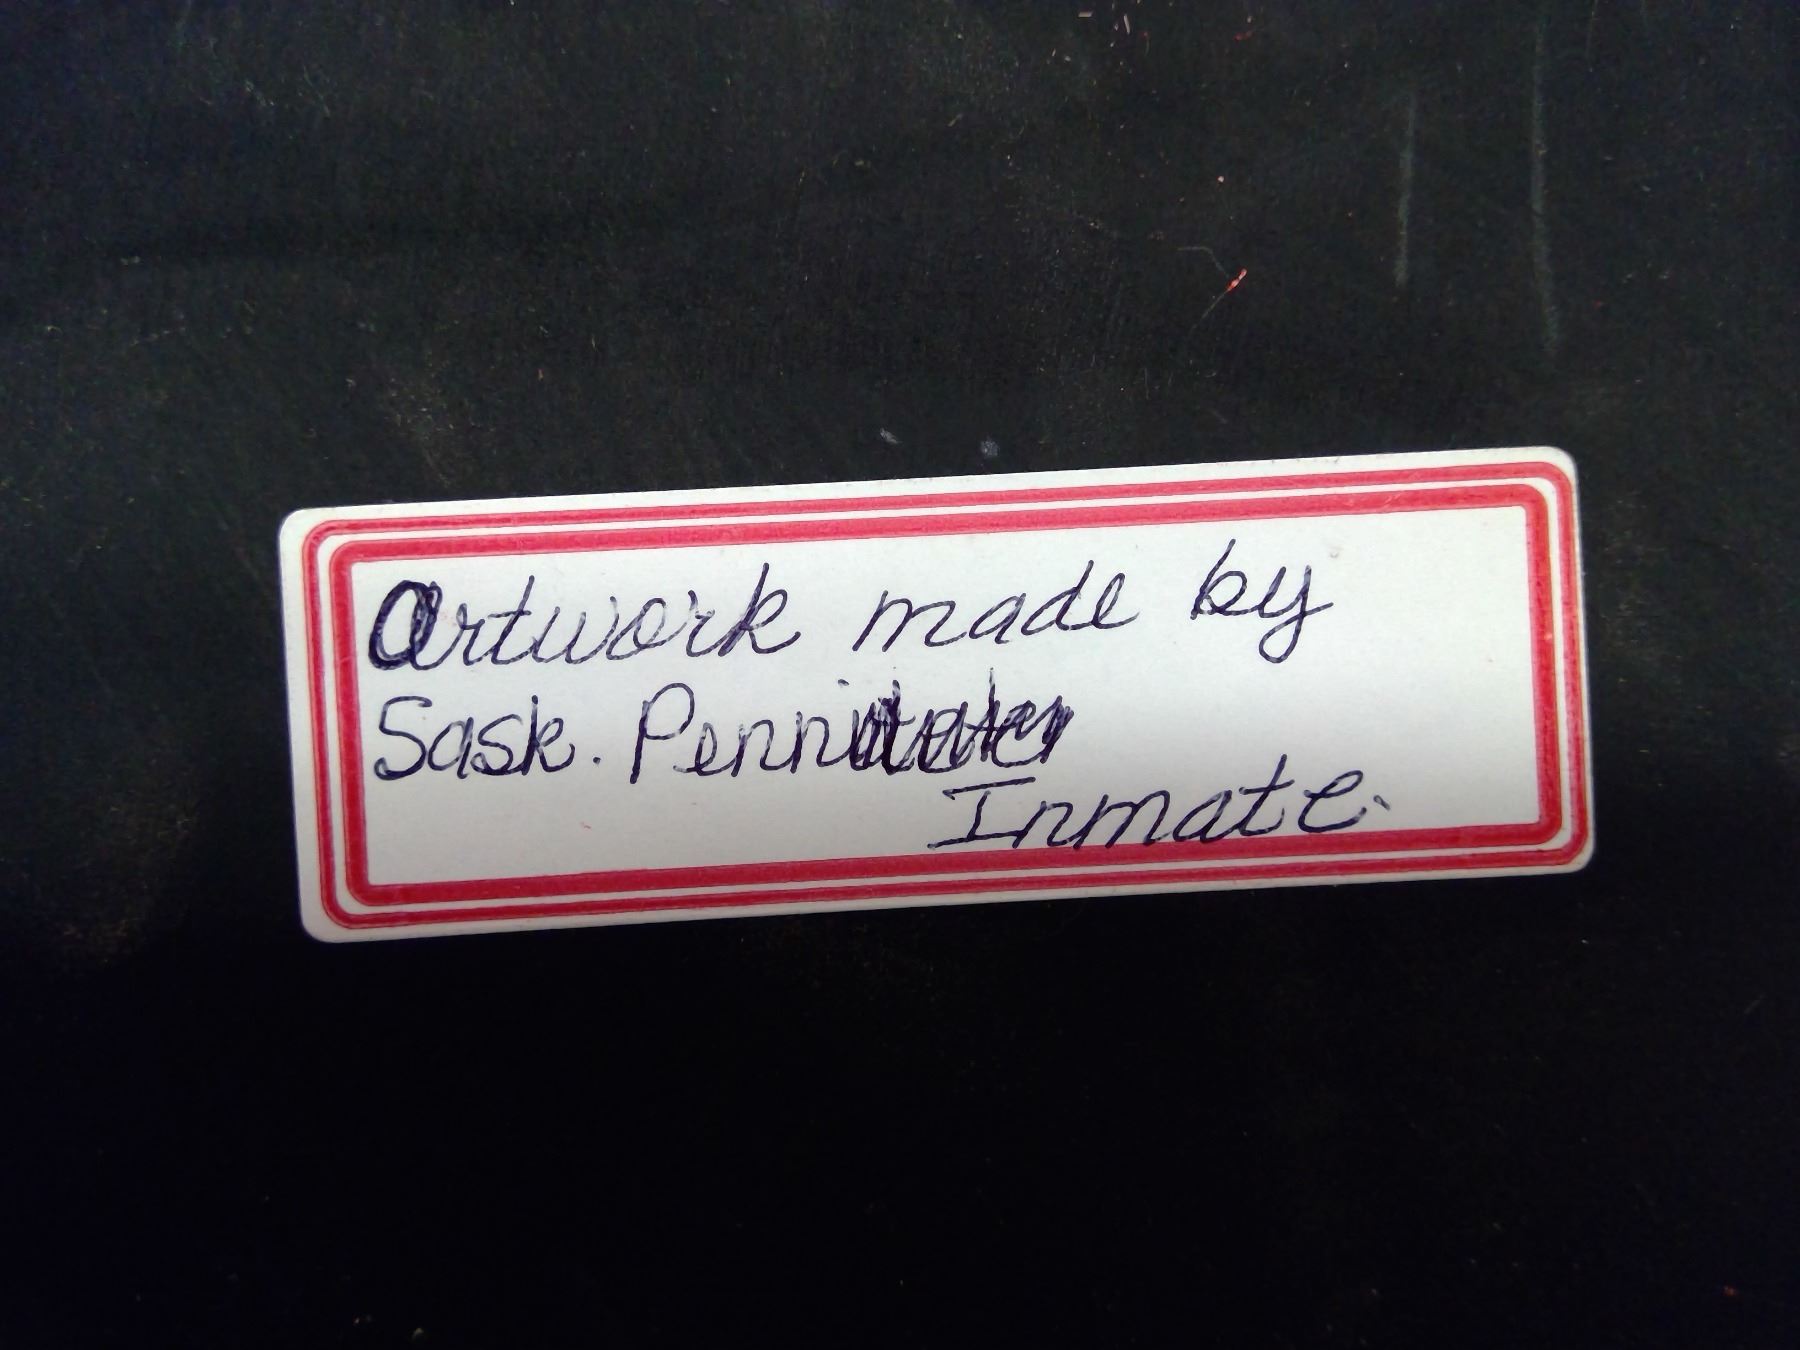 Artwork made by
Sask. 
Inmate.